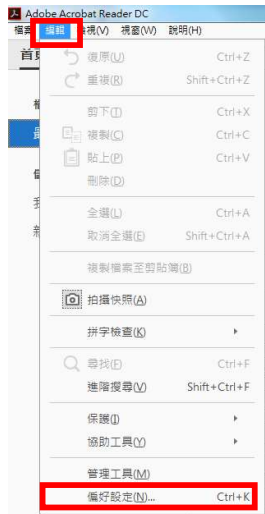 Adobe Acrobat Reader DC
檔案 編輯 檢視(V) 視窗(W) 說明(H)
復原(U) Ctrl+Z
重複(R) Shift+Ctrl+Z
剪下(T) Ctrl+X
複製(C) Ctrl+C
貼上(P) Ctrl+V
刪除(D)
全選(L) Ctrl+A
取消全選(E) Shift+Ctrl+A
複製檔案至剪貼簿(B)
拍攝快照(A)
拼字檢查(K)
尋找(F) Ctrl+F
進階搜尋(V) Shift+Ctrl+F
保護(I)
協助工具(Y)
管理工具(M)
偏好設定(N)... Ctrl+K